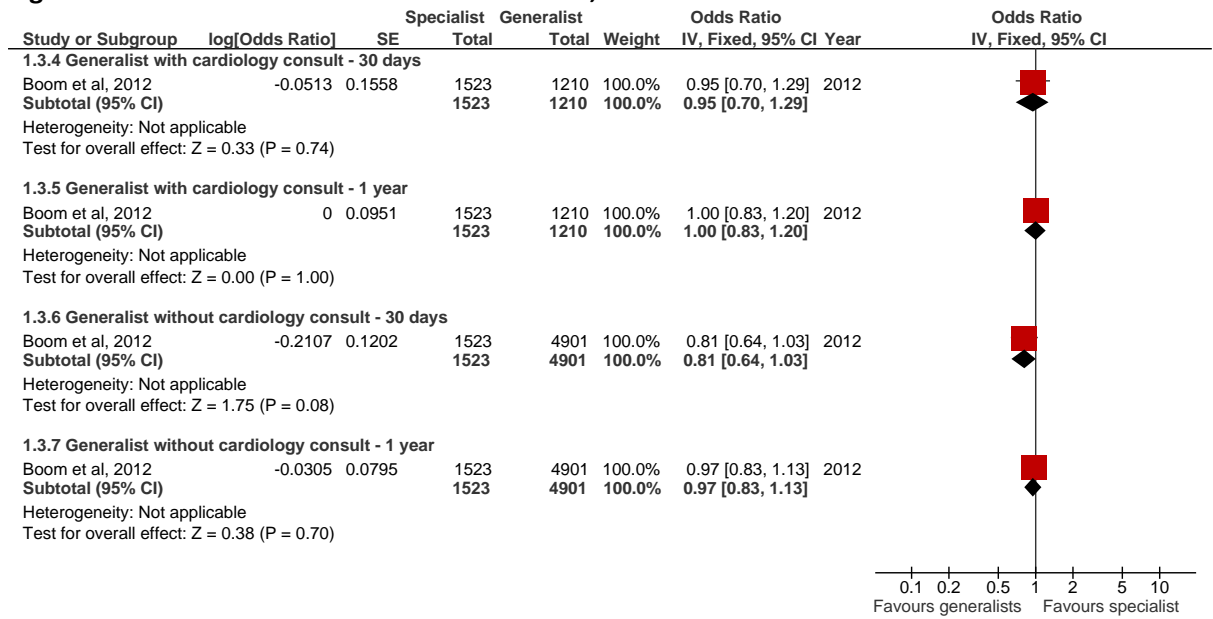 Specialist Generalist Odds Ratio Odds Ratio
Study or Subgroup log[Odds Ratio] SE Total Total Weight IV, Fixed, 95% CI Year IV, Fixed, 95% CI
1.3.4 Generalist with cardiology consult - 30 days
Boom et al, 2012 -0.0513 0.1558 1523 1210 100.0% 0.95 [0.70, 1.29] 2012
Subtotal (95% CI) 1523 1210 100.0% 0.95 [0.70, 1.29]
Heterogeneity: Not applicable
Test for overall effect: Z = 0.33 (P = 0.74)
1.3.5 Generalist with cardiology consult - 1 year
Boom et al, 2012 0 0.0951 1523 1210 100.0% 1.00 [0.83, 1.20] 2012
Subtotal (95% CI) 1523 1210 100.0% 1.00 [0.83, 1.20]
Heterogeneity: Not applicable
Test for overall effect: Z = 0.00 (P = 1.00)
1.3.6 Generalist without cardiology consult - 30 days
Boom et al, 2012 -0.2107 0.1202 1523 4901 100.0% 0.81 [0.64, 1.03] 2012
Subtotal (95% CI) 1523 4901 100.0% 0.81 [0.64, 1.03]
Heterogeneity: Not applicable
Test for overall effect: Z = 1.75 (P = 0.08)
1.3.7 Generalist without cardiology consult - 1 year
Boom et al, 2012 -0.0305 0.0795 1523 4901 100.0% 0.97 [0.83, 1.13] 2012
Subtotal (95% CI) 1523 4901 100.0% 0.97 [0.83, 1.13]
Heterogeneity: Not applicable
Test for overall effect: Z = 0.38 (P = 0.70)
0.1 0.2 0.5 1 2 5 10
Favours generalists Favours specialist